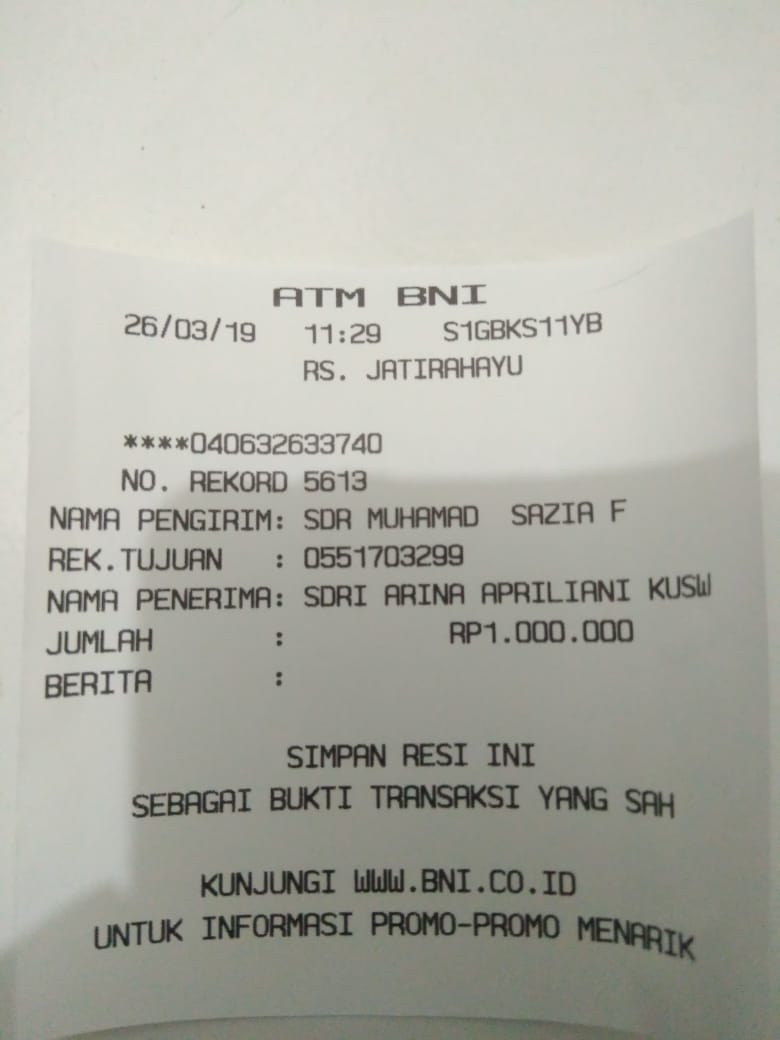 ATM BNI
26/03/19 11:29 S1GBKS11YB
RS. JATIRAHAYU
****040632633740
NO. REKORD 5613
NAMA PENGIRIM: SDR MUHAMAD SAZIA F
REK.TUJUAN : 0551703299
NAMA PENERIMA: SDRI ARINA APRILIANI KUSW
JUMLAH : RP1.000.000
BERITA :
SIMPAN RESI INI
SEBAGAI BUKTI TRANSAKSI YANG SAH
KUNJUNGI WWW.BNI.CO.ID
UNTUK INFORMASI PROMO-PROMO MENARIK